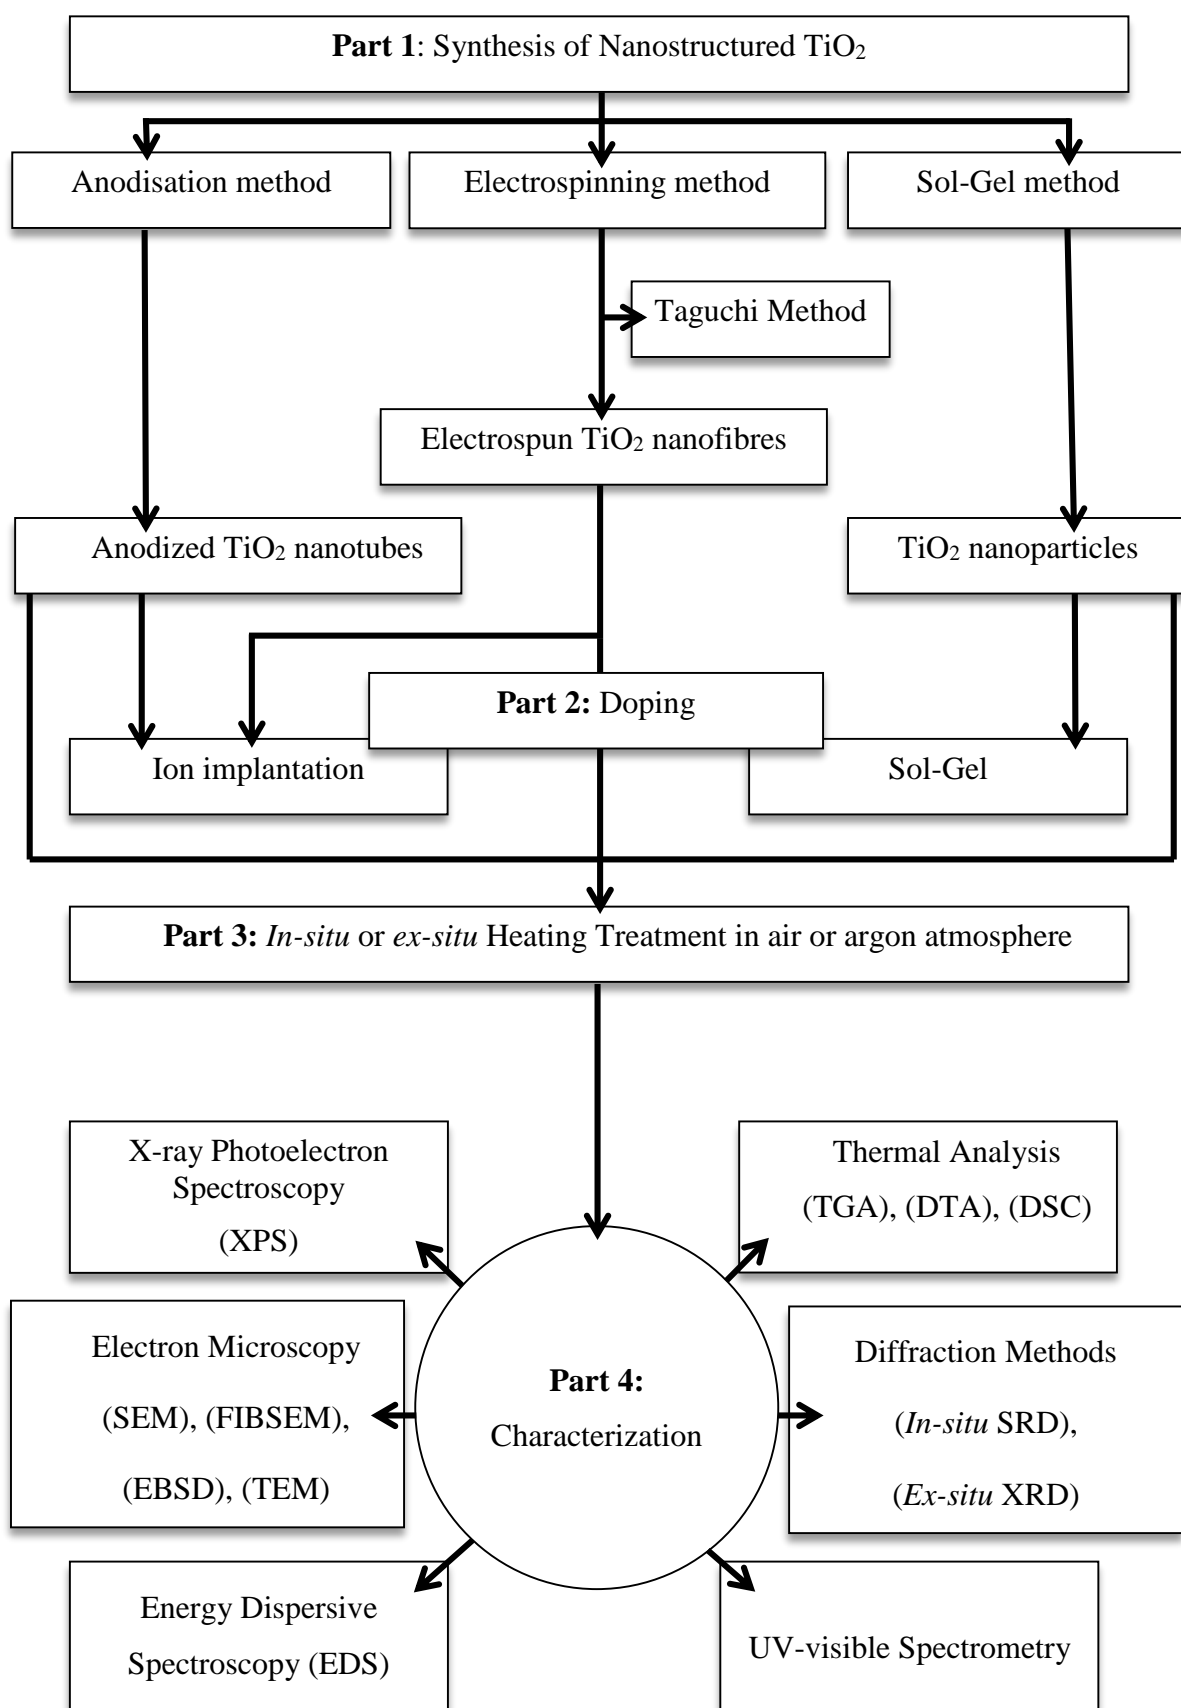 Part 1: Synthesis of Nanostructured TiO₂
Anodisation method
Electrospinning method
Sol-Gel method
Taguchi Method
Electrospun TiO₂ nanofibres
Anodized TiO₂ nanotubes
TiO₂ nanoparticles
Part 2: Doping
Ion implantation
Sol-Gel
Part 3: In-situ or ex-situ Heating Treatment in air or argon atmosphere
X-ray Photoelectron
Spectroscopy
(XPS)
Thermal Analysis
(TGA), (DTA), (DSC)
Electron Microscopy
(SEM), (FIBSEM),
(EBSD), (TEM)
Part 4:
Characterization
Diffraction Methods
(In-situ SRD),
(Ex-situ XRD)
Energy Dispersive
Spectroscopy (EDS)
UV-visible Spectrometry